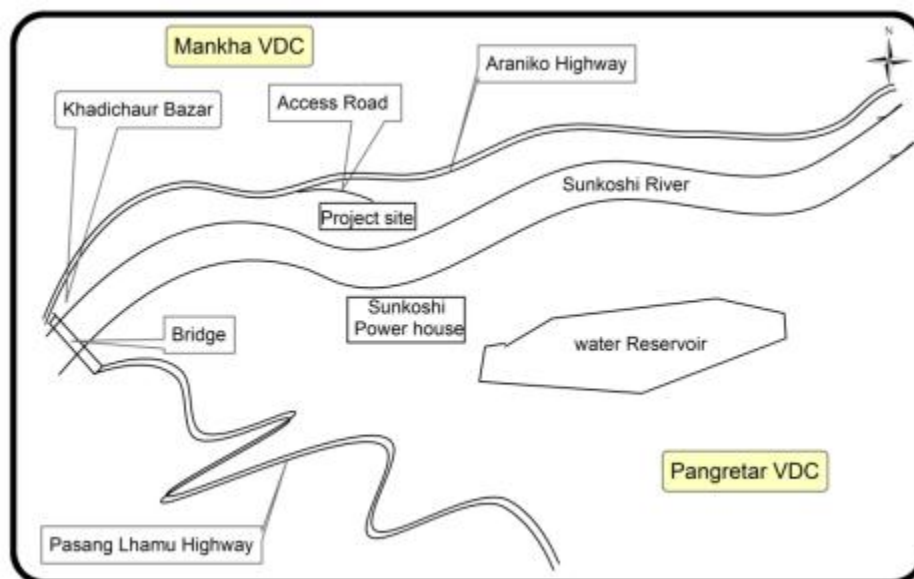 Mankha VDC
N
Araniko Highway
Khadichaur Bazar
Access Road
Sunkoshi River
Project site
Sunkoshi
Power house
Bridge
water Reservoir
Pangretar VDC
Pasang Lhamu Highway